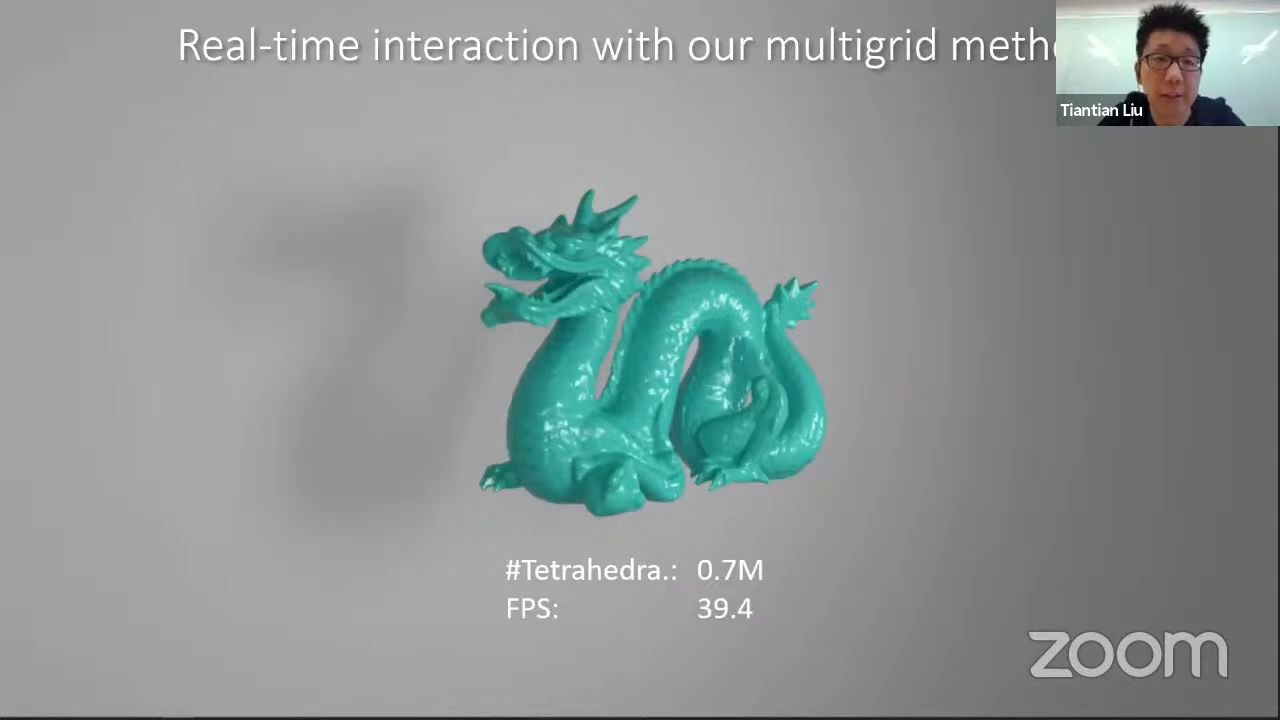 Real-time interaction with our multigrid meth
Tiantian Liu
#Tetrahedra.: 0.7M
FPS: 39.4
zoom